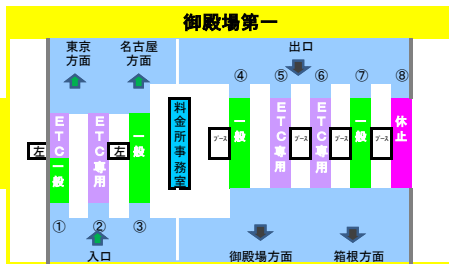 御殿場第一
東京
方面
名古屋
方面
出口
④
⑤
⑥
⑦
⑧
ETC一般
ETC専用
一般
料金所事務室
一般
ETC専用
ETC専用
一般
休止
左
左
ブース
ブース
ブース
ブース
①
②
③
入口
御殿場方面
箱根方面